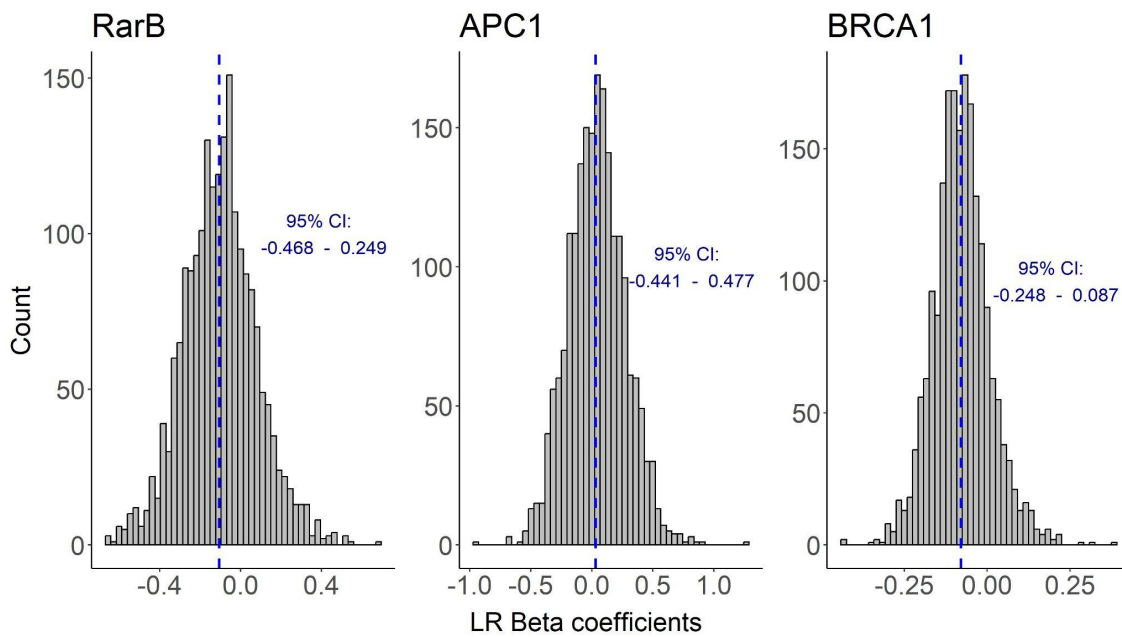 RarB
APC1
BRCA1
Count
150
100
50
0
-0.4
0.0
0.4
95% CI:
-0.468 - 0.249
150
100
50
0
-1.0
-0.5
0.0
0.5
1.0
95% CI:
-0.441 - 0.477
150
100
50
0
-0.25
0.00
0.25
95% CI:
-0.248 - 0.087
LR Beta coefficients